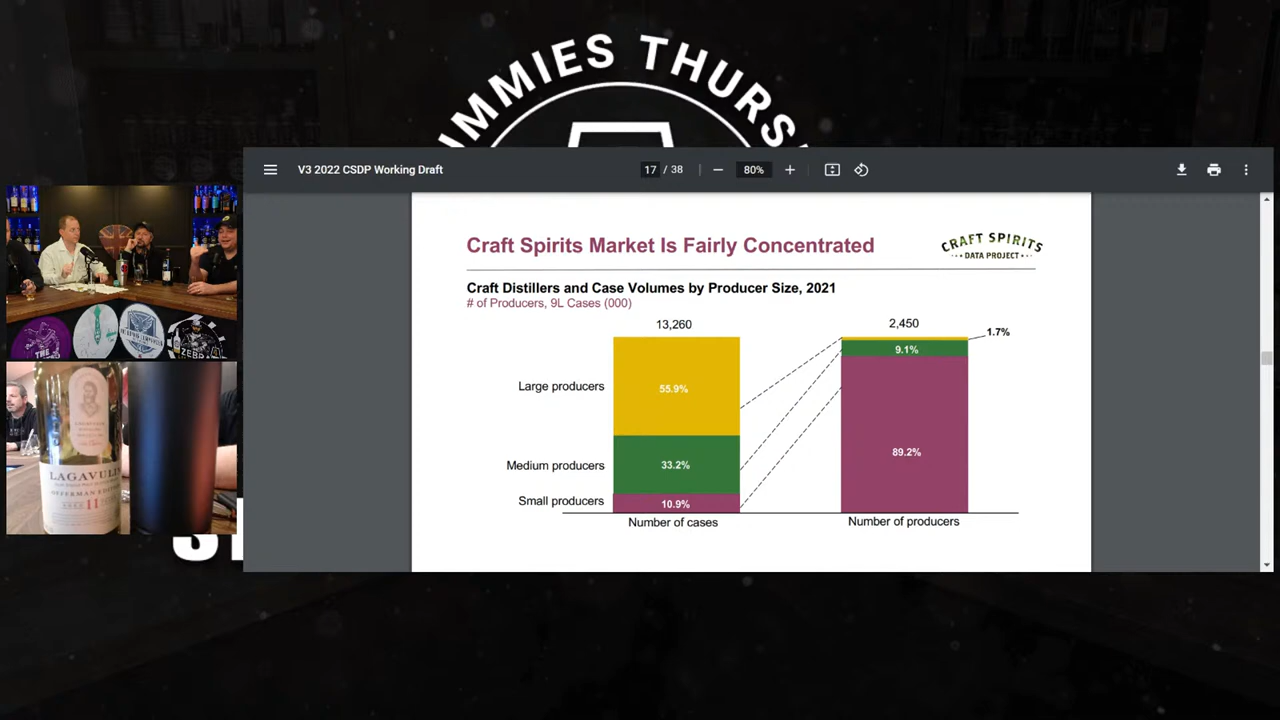 IMMIES THURS
V3 2022 CSDP Working Draft
17 / 38
80%
Craft Spirits Market Is Fairly Concentrated
CRAFT SPIRITS
DATA PROJECT
Craft Distillers and Case Volumes by Producer Size, 2021
# of Producers, 9L Cases (000)
13,260
2,450
1.7%
9.1%
Large producers
55.9%
89.2%
Medium producers
33.2%
Small producers
10.9%
Number of cases
Number of producers
THE
ZEBRA
LAGAVULIN
11